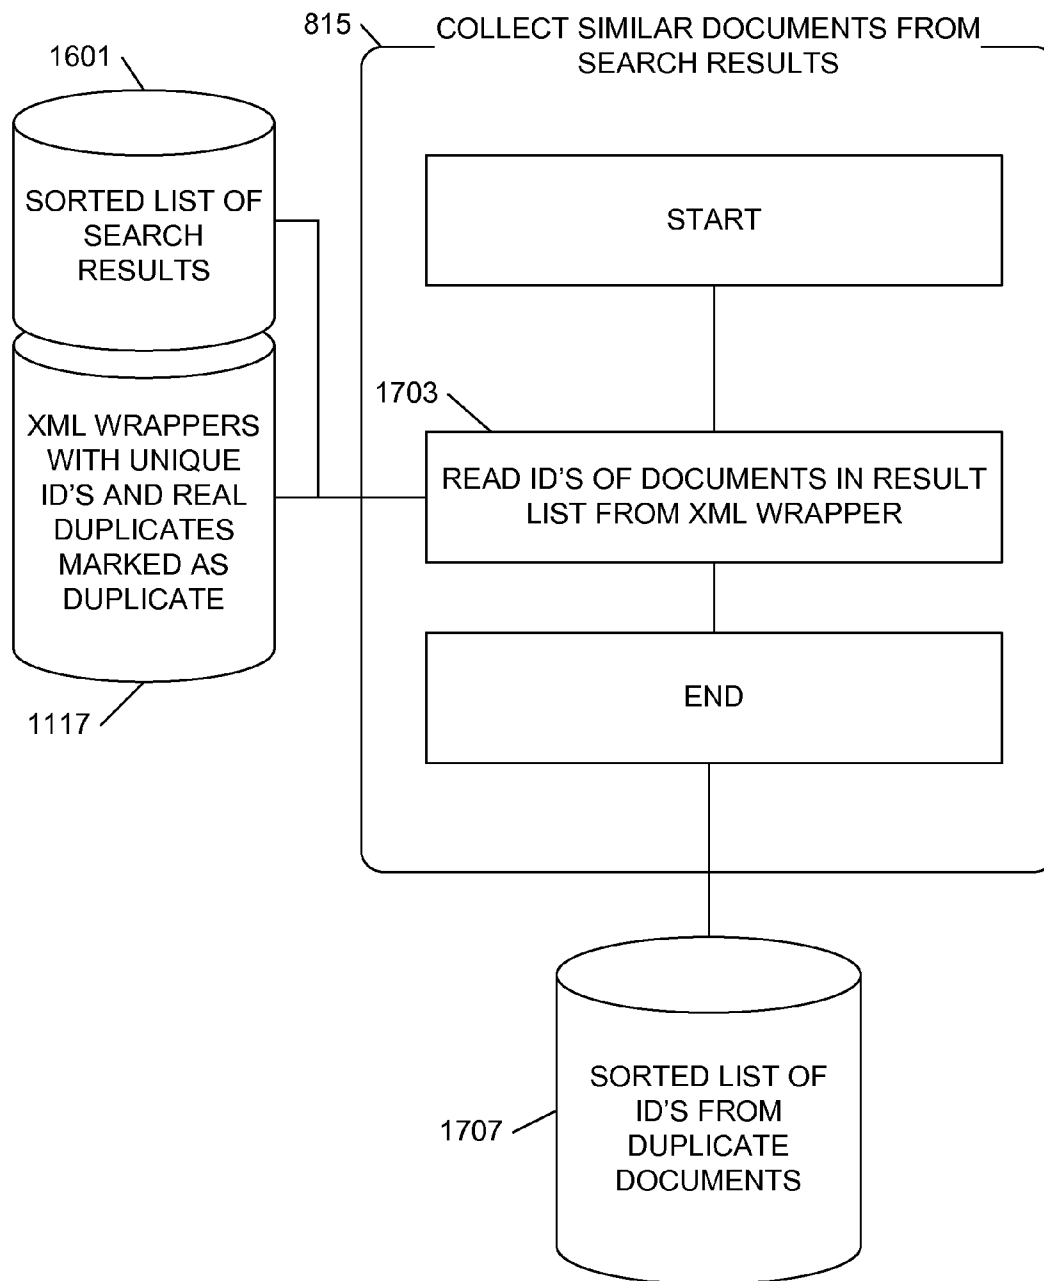 815
COLLECT SIMILAR DOCUMENTS FROM
SEARCH RESULTS
1601
SORTED LIST OF
SEARCH
RESULTS
START
1703
XML WRAPPERS
WITH UNIQUE
ID'S AND REAL
DUPLICATES
MARKED AS
DUPLICATE
READ ID'S OF DOCUMENTS IN RESULT
LIST FROM XML WRAPPER
END
1117
SORTED LIST OF
ID'S FROM
DUPLICATE
DOCUMENTS
1707